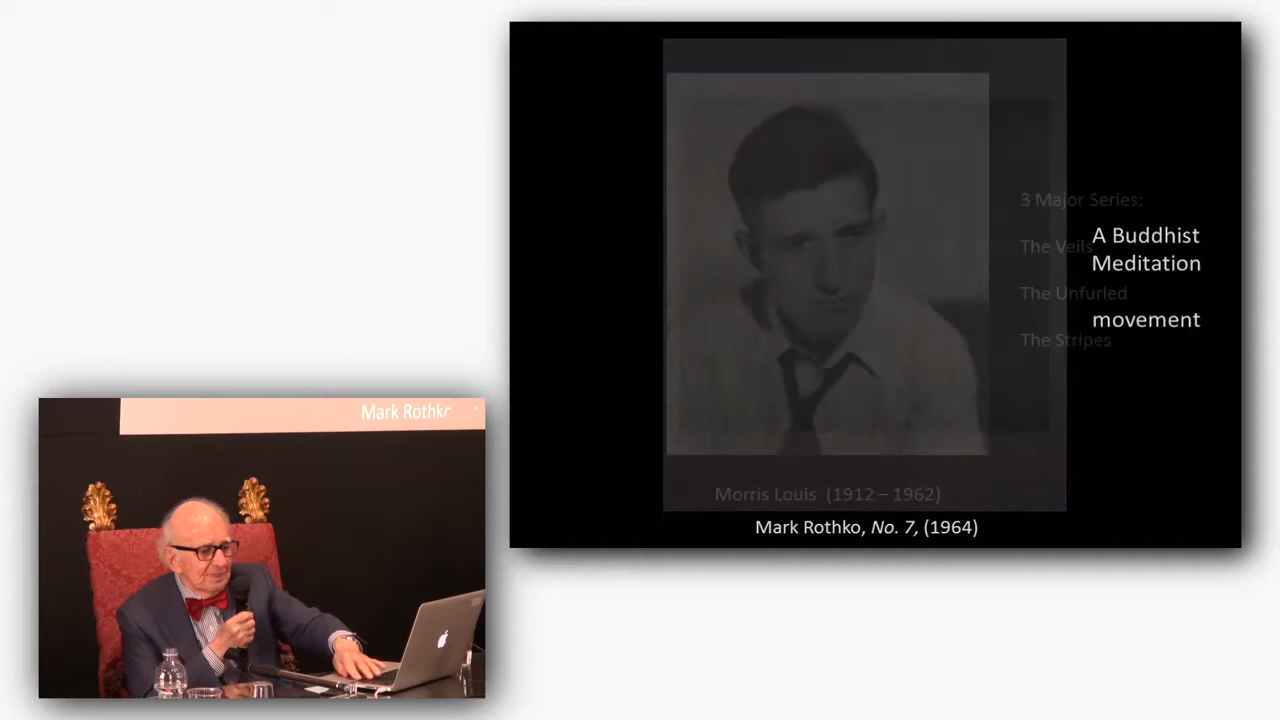 3 Major Series:
The Veils
The Unfurled
The Stripes
A Buddhist
Meditation
movement
Morris Louis (1912 – 1962)
Mark Rothko, No. 7, (1964)
Mark Rothko